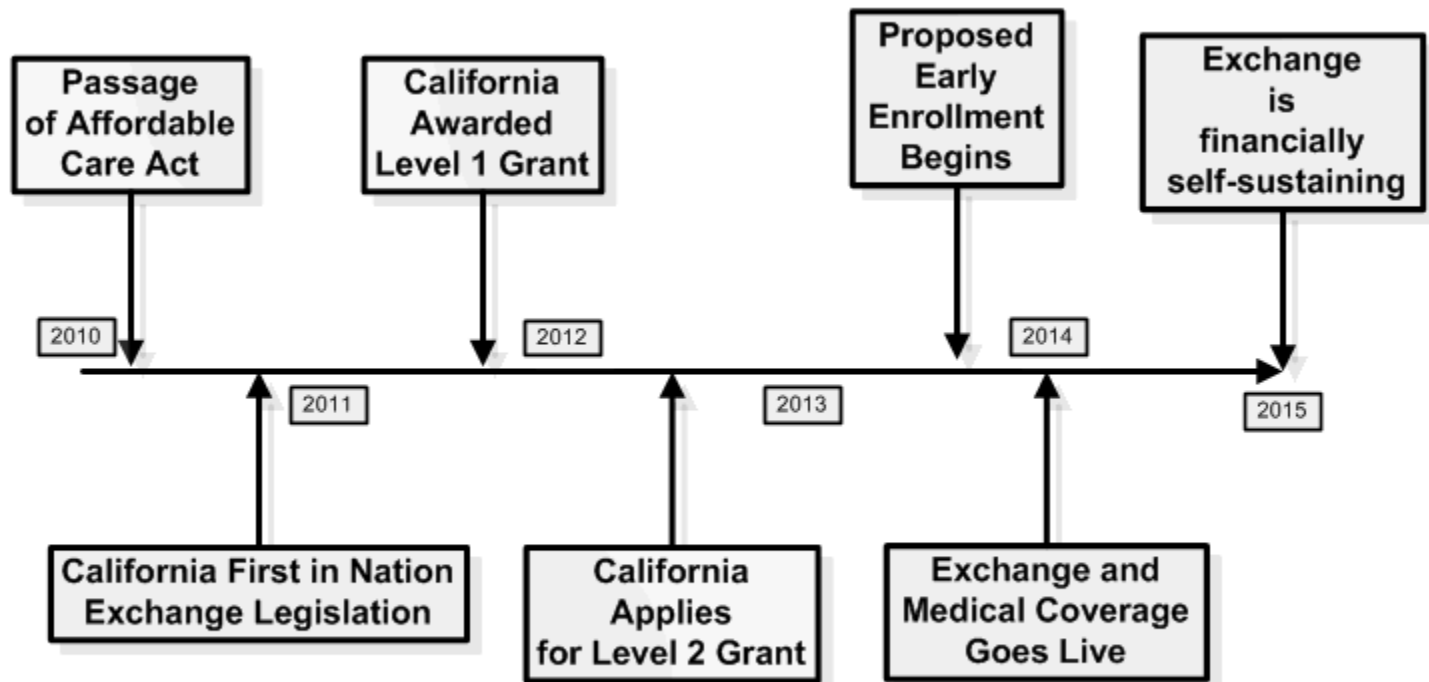 Passage
of Affordable
Care Act
California
Awarded
Level 1 Grant
Proposed
Early
Enrollment
Begins
Exchange
is
financially
self-sustaining
2010
2012
2014
2011
2013
2015
California First in Nation
Exchange Legislation
California
Applies
for Level 2 Grant
Exchange and
Medical Coverage
Goes Live